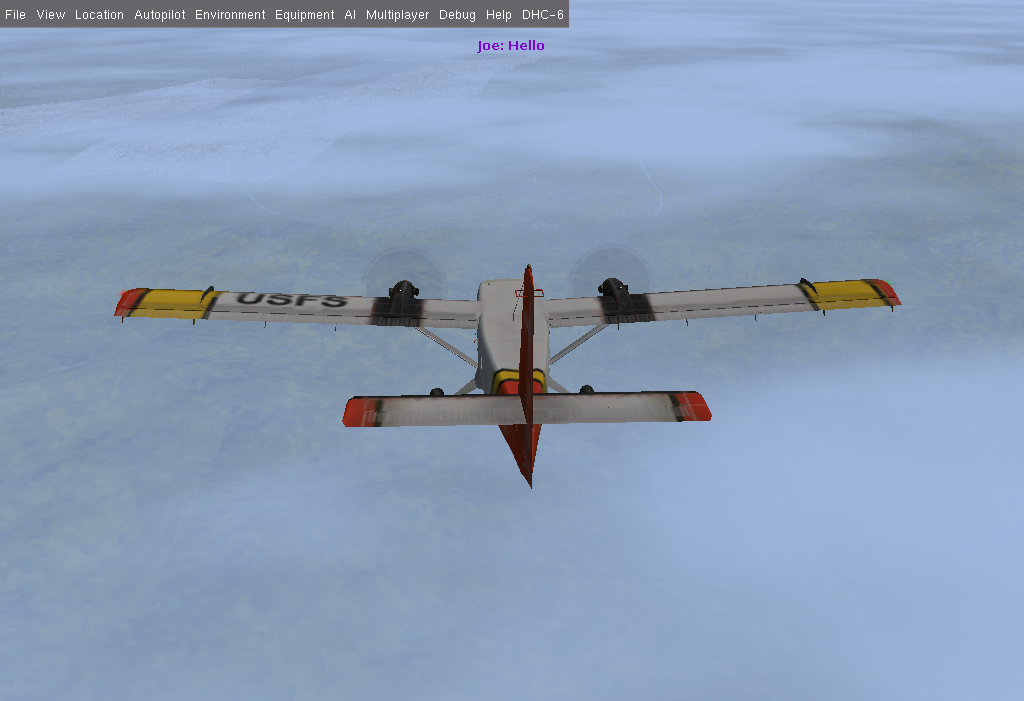 File View Location Autopilot Environment Equipment AI Multiplayer Debug Help DHC-6
Joe: Hello
USFS